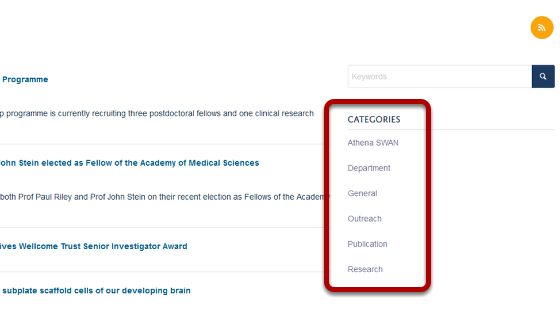 Keywords
Programme
p programme is currently recruiting three postdoctoral fellows and one clinical research
CATEGORIES
Athena SWAN
John Stein elected as Fellow of the Academy of Medical Sciences
Department
General
both Prof Paul Riley and Prof John Stein on their recent election as Fellows of the Academy
Outreach
ives Wellcome Trust Senior Investigator Award
Publication
Research
subplate scaffold cells of our developing brain